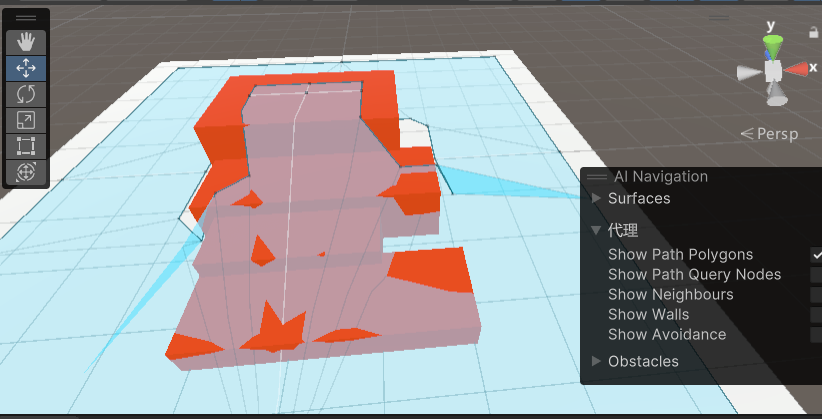 y
x
Persp
AI Navigation
Surfaces
代理
Show Path Polygons
Show Path Query Nodes
Show Neighbours
Show Walls
Show Avoidance
Obstacles